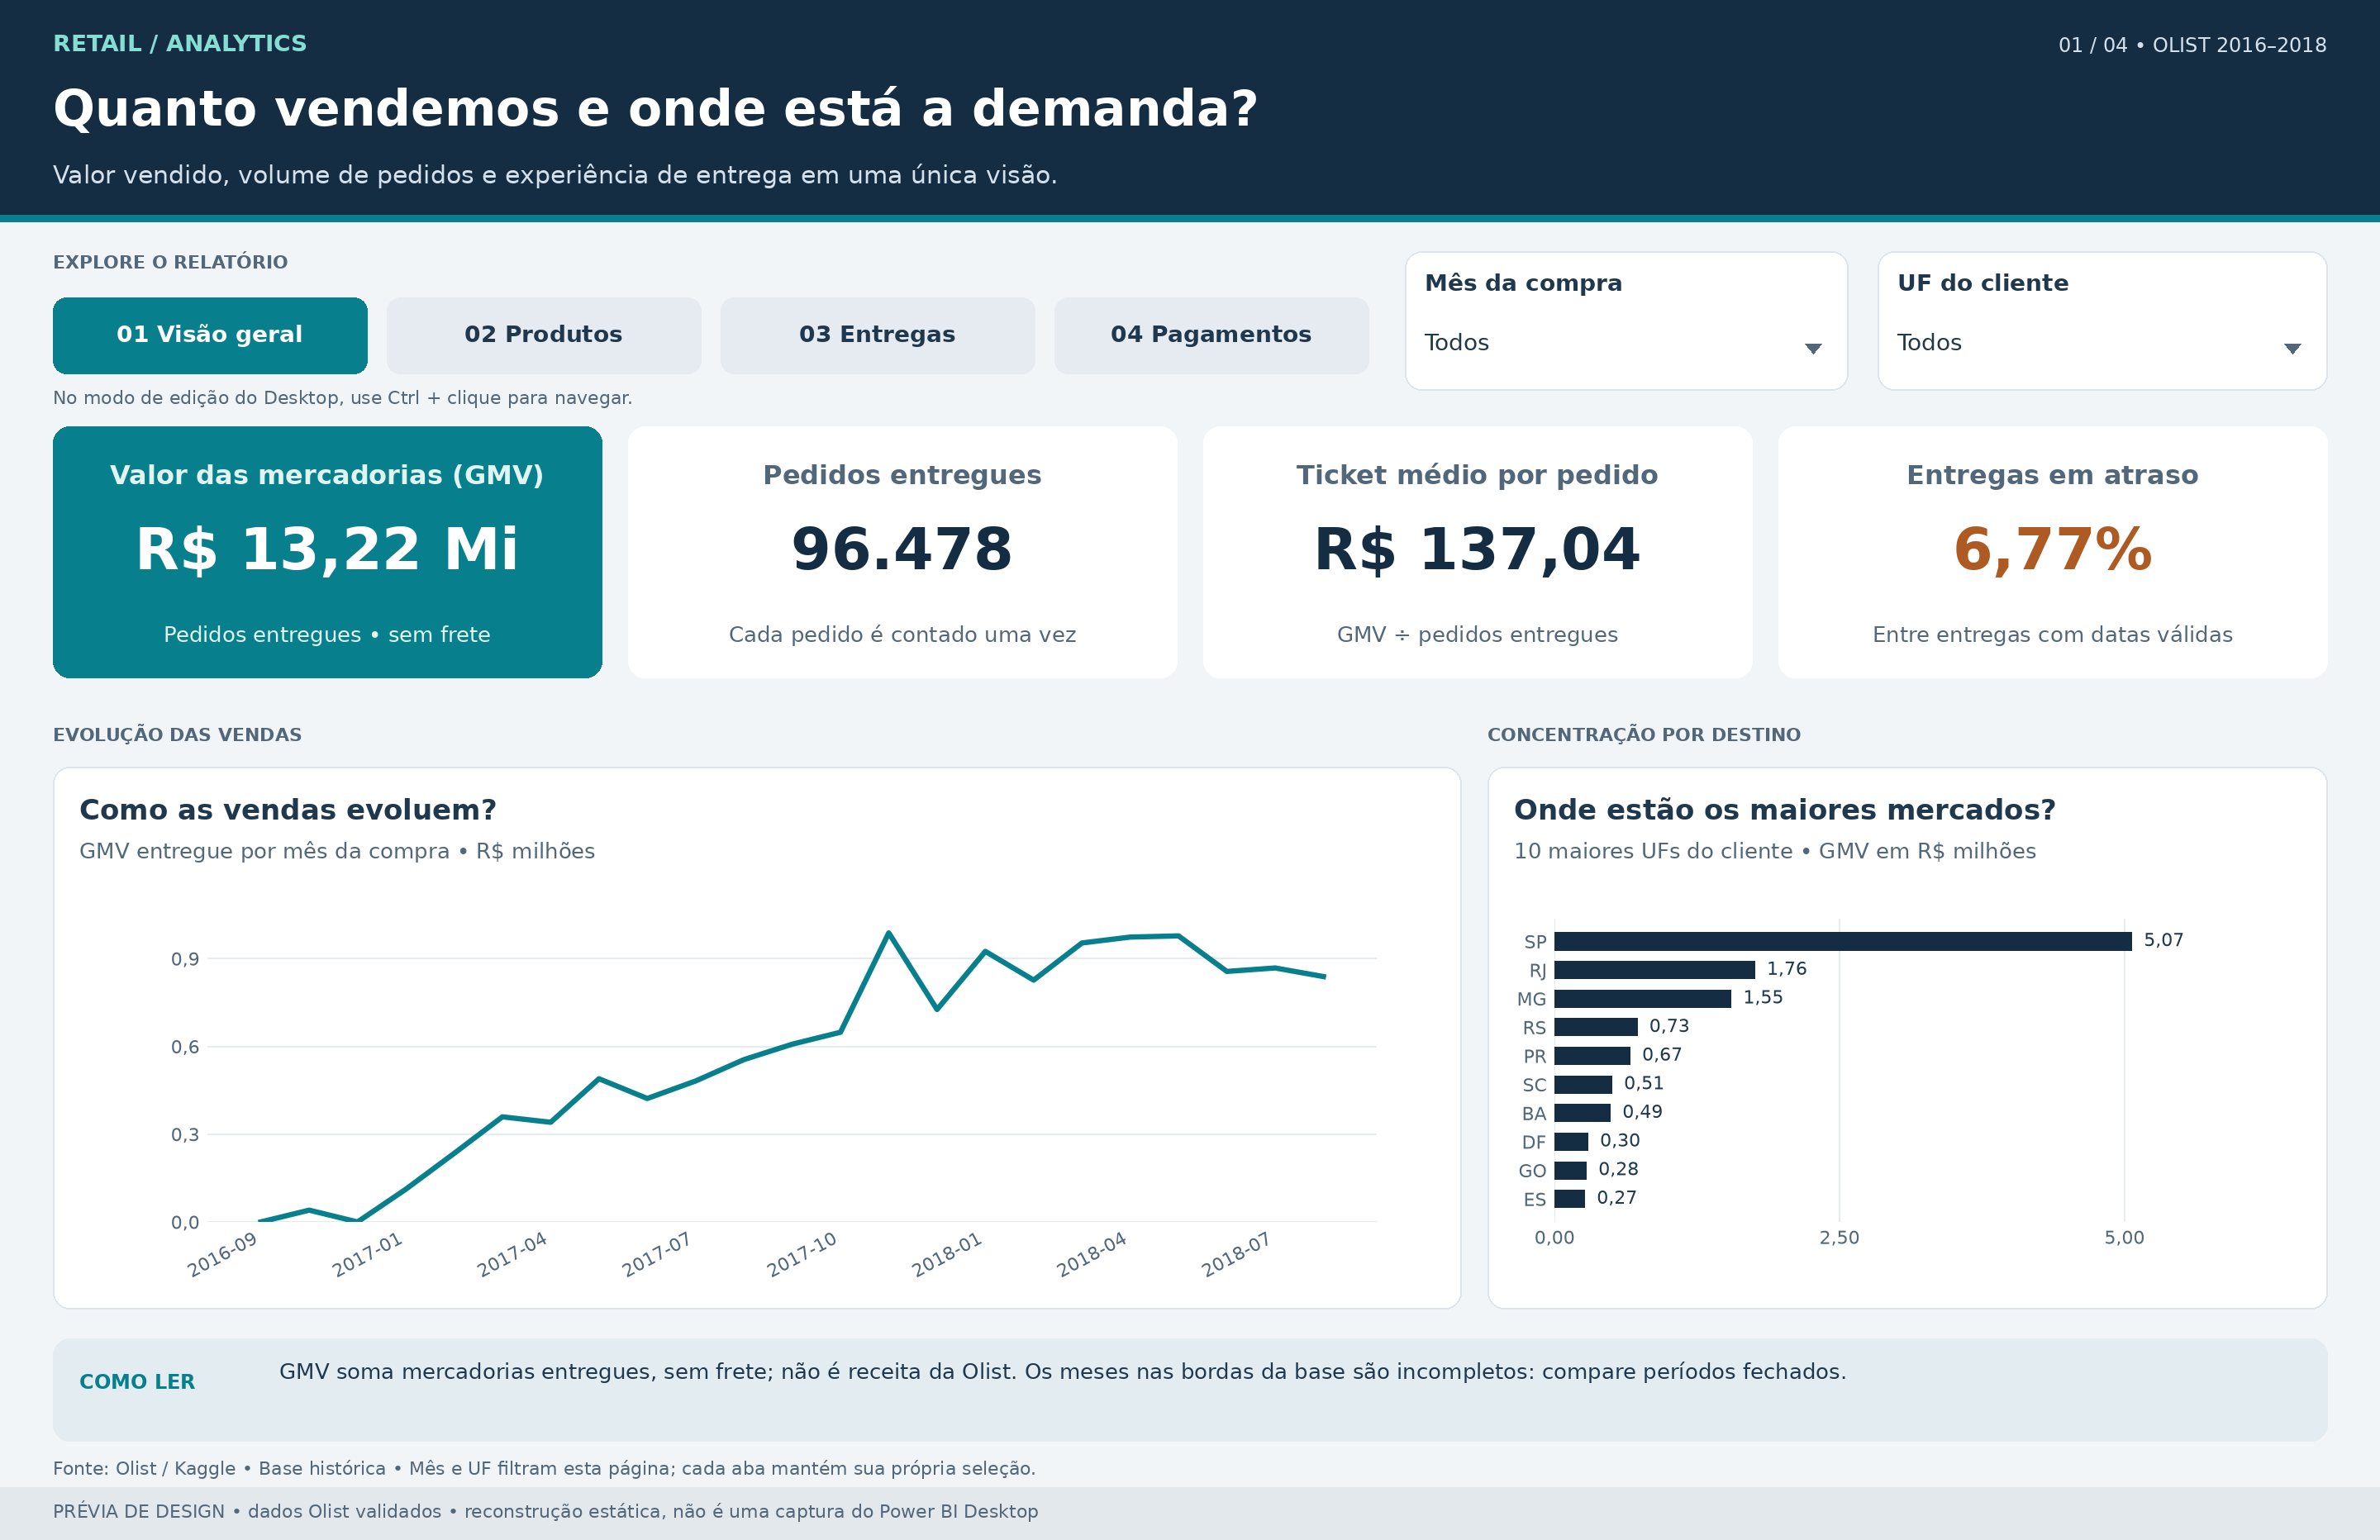 RETAIL / ANALYTICS
01 / 04 • OLIST 2016–2018
Quanto vendemos e onde está a demanda?
Valor vendido, volume de pedidos e experiência de entrega em uma única visão.
EXPLORE O RELATÓRIO
01 Visão geral
02 Produtos
03 Entregas
04 Pagamentos
No modo de edição do Desktop, use Ctrl + clique para navegar.
Mês da compra
Todos
UF do cliente
Todos
Valor das mercadorias (GMV)
R$ 13,22 Mi
Pedidos entregues • sem frete
Pedidos entregues
96.478
Cada pedido é contado uma vez
Ticket médio por pedido
R$ 137,04
GMV ÷ pedidos entregues
Entregas em atraso
6,77%
Entre entregas com datas válidas
EVOLUÇÃO DAS VENDAS
Como as vendas evoluem?
GMV entregue por mês da compra • R$ milhões
0,9
0,6
0,3
0,0
2016-09
2017-01
2017-04
2017-07
2017-10
2018-01
2018-04
2018-07
CONCENTRAÇÃO POR DESTINO
Onde estão os maiores mercados?
10 maiores UFs do cliente • GMV em R$ milhões
SP 5,07
RJ 1,76
MG 1,55
RS 0,73
PR 0,67
SC 0,51
BA 0,49
DF 0,30
GO 0,28
ES 0,27
0,00 2,50 5,00
COMO LER
GMV soma mercadorias entregues, sem frete; não é receita da Olist. Os meses nas bordas da base são incompletos: compare períodos fechados.
Fonte: Olist / Kaggle • Base histórica • Mês e UF filtram esta página; cada aba mantém sua própria seleção.
PRÉVIA DE DESIGN • dados Olist validados • reconstrução estática, não é uma captura do Power BI Desktop